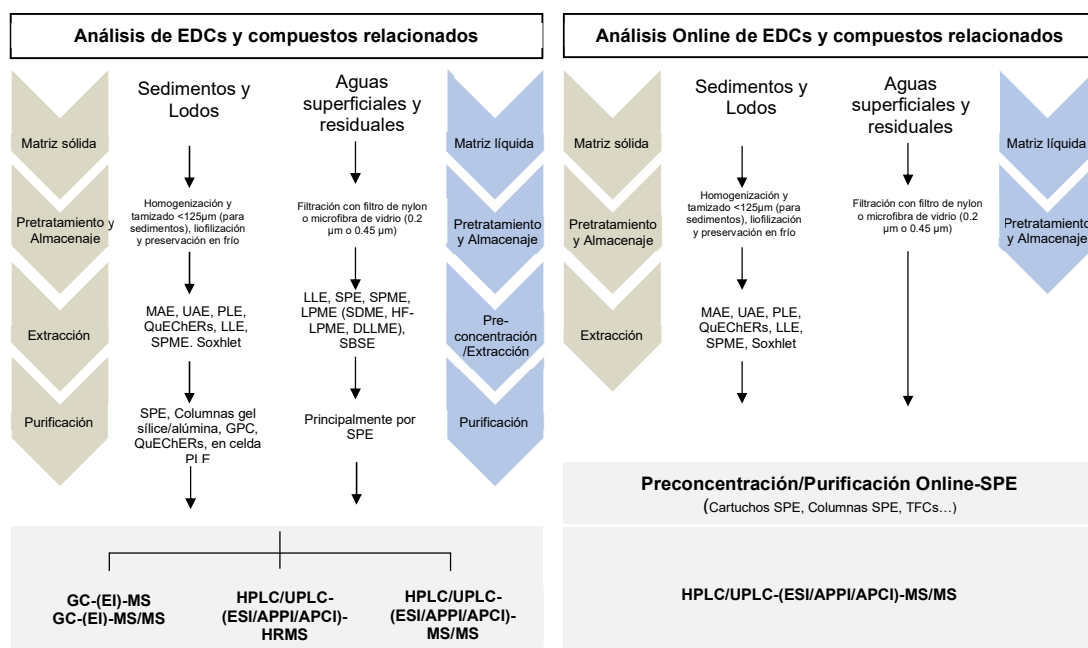 Análisis de EDCs y compuestos relacionados
Matriz sólida
Pretratamiento y
Almacenaje
Extracción
Purificación
Sedimentos y
Lodos
Homogenización y
tamizado <125µm (para
sedimentos), liofilización
y preservación en frío
MAE, UAE, PLE,
QuEChERs, LLE,
SPME. Soxhlet
SPE, Columnas gel
sílice/alúmina, GPC,
QuEChERs, en celda
PLE
Aguas
superficiales y
residuales
Filtración con filtro de nylon
o microfibra de vidrio (0.2
µm o 0.45 µm)
LLE, SPE, SPME,
LPME (SDME, HF-
LPME, DLLME),
SBSE
Principalmente por
SPE
Matriz líquida
Pretratamiento
y Almacenaje
Pre-
concentración
/Extracción
Purificación
GC-(EI)-MS
GC-(EI)-MS/MS
HPLC/UPLC-
(ESI/APPI/APCI)-
HRMS
HPLC/UPLC-
(ESI/APPI/APCI)-
MS/MS
Análisis Online de EDCs y compuestos relacionados
Matriz sólida
Pretratamiento y
Almacenaje
Extracción
Sedimentos y
Lodos
Homogenización y
tamizado <125µm (para
sedimentos), liofilización
y preservación en frío
MAE, UAE, PLE,
QuEChERs, LLE,
SPME, Soxhlet
Aguas
superficiales y
residuales
Filtración con filtro de nylon
o microfibra de vidrio (0.2
µm o 0.45 µm)
Matriz líquida
Pretratamiento
y Almacenaje
Preconcentración/Purificación Online-SPE
(Cartuchos SPE, Columnas SPE, TFCs…)
HPLC/UPLC-(ESI/APPI/APCI)-MS/MS